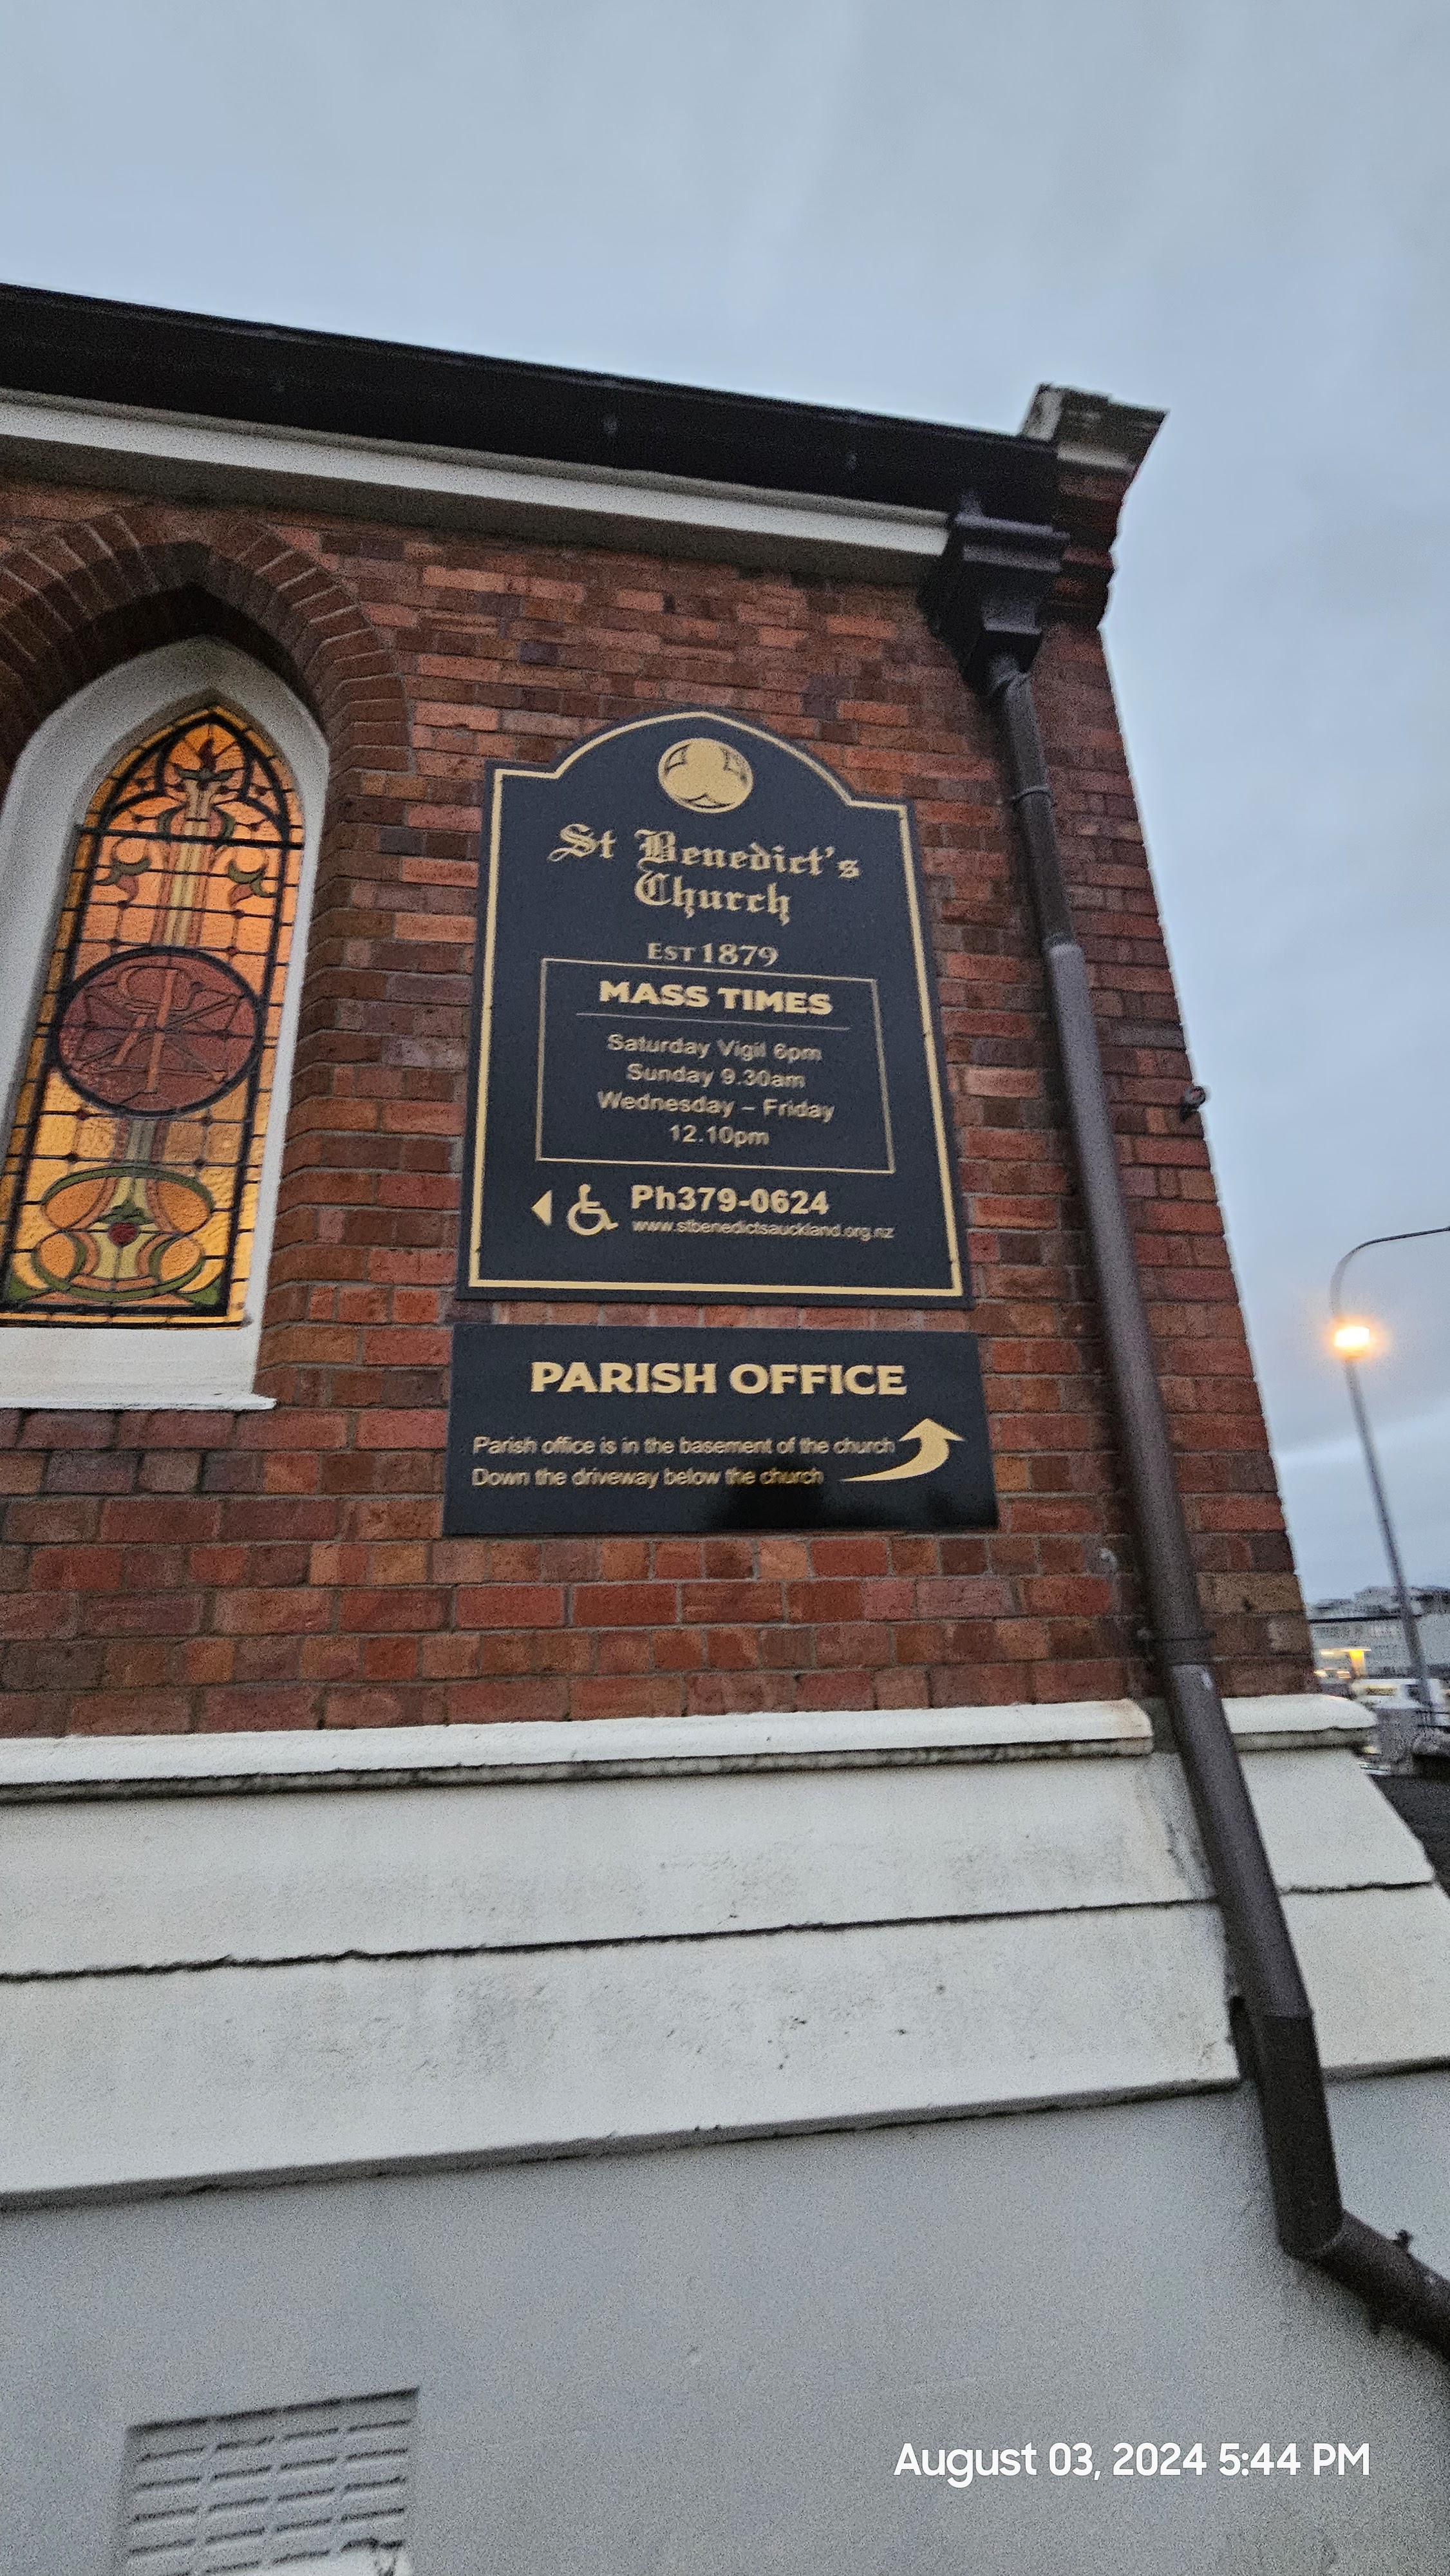 St Benedict's
Church
EST 1879
MASS TIMES
Saturday Vigil 6pm
Sunday 9.30am
Wednesday – Friday
12.10pm
Ph379-0624
www.stbenedictsauckland.org.nz
PARISH OFFICE
Parish office is in the basement of the church
Down the driveway below the church
August 03, 2024 5:44 PM